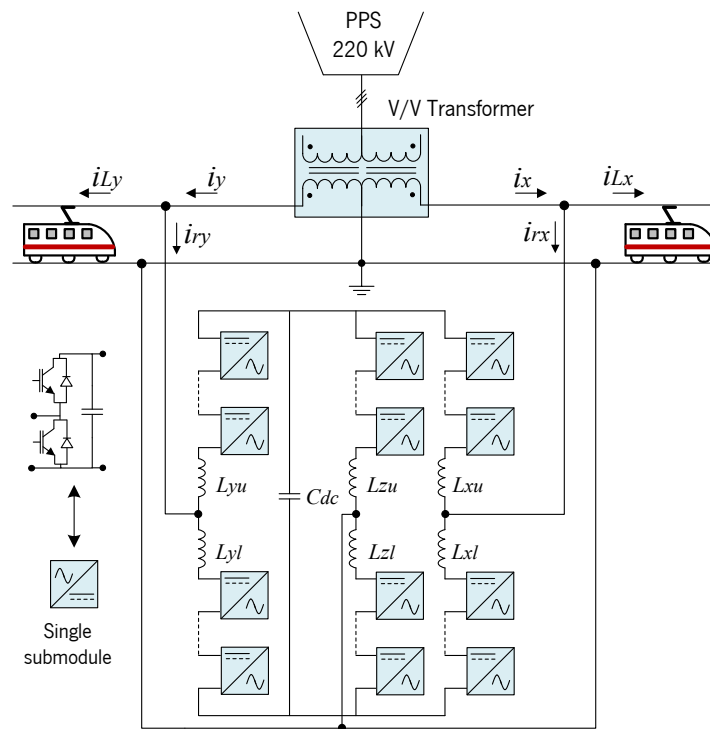 PPS
220 kV
V/V Transformer
iLy
iy
ix
iLx
iry
irx
Lyu
Cdc
Lzu
Lxu
Lyl
Lzl
Lxl
Single
submodule